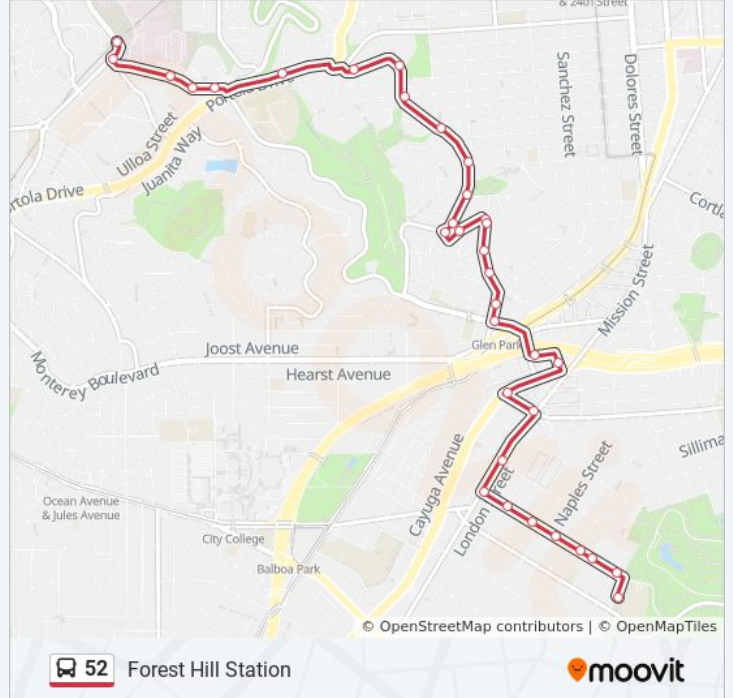 & 24th Street
Sanchez Street
Dolores Street
Portola Drive
Ulloa Street
Juanita Way
rtola Drive
Cortla
Mission Street
Glen Park
Joost Avenue
Hearst Avenue
Monterey Boulevard
Sillima
Cayuga Avenue
London Street
Naples Street
Ocean Avenue
& Jules Avenue
City College
Balboa Park
© OpenStreetMap contributors | © OpenMapTiles
52 Forest Hill Station
moovit